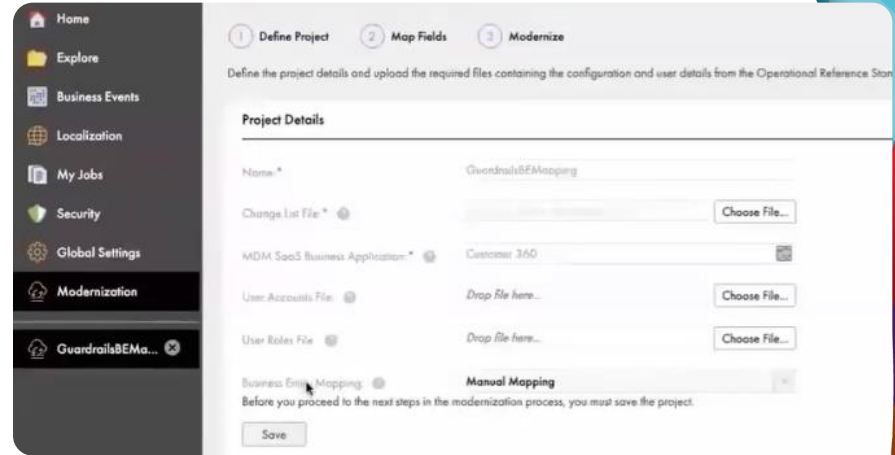 Home
Explore
Business Events
Localization
My Jobs
Security
Global Settings
Modernization
GuardrailsBEMa...
1 Define Project 2 Map Fields 3 Modernize
Define the project details and upload the required files containing the configuration and user details from the Operational Reference Stan
Project Details
Name:* GuardrailsBEMapping
Change List File:* Choose File...
MDM SaaS Business Application:* Customer 360
User Accounts File: Drop file here... Choose File...
User Roles File Drop file here... Choose File...
Business Mapping: Manual Mapping
Before you proceed to the next steps in the modernization process, you must save the project.
Save